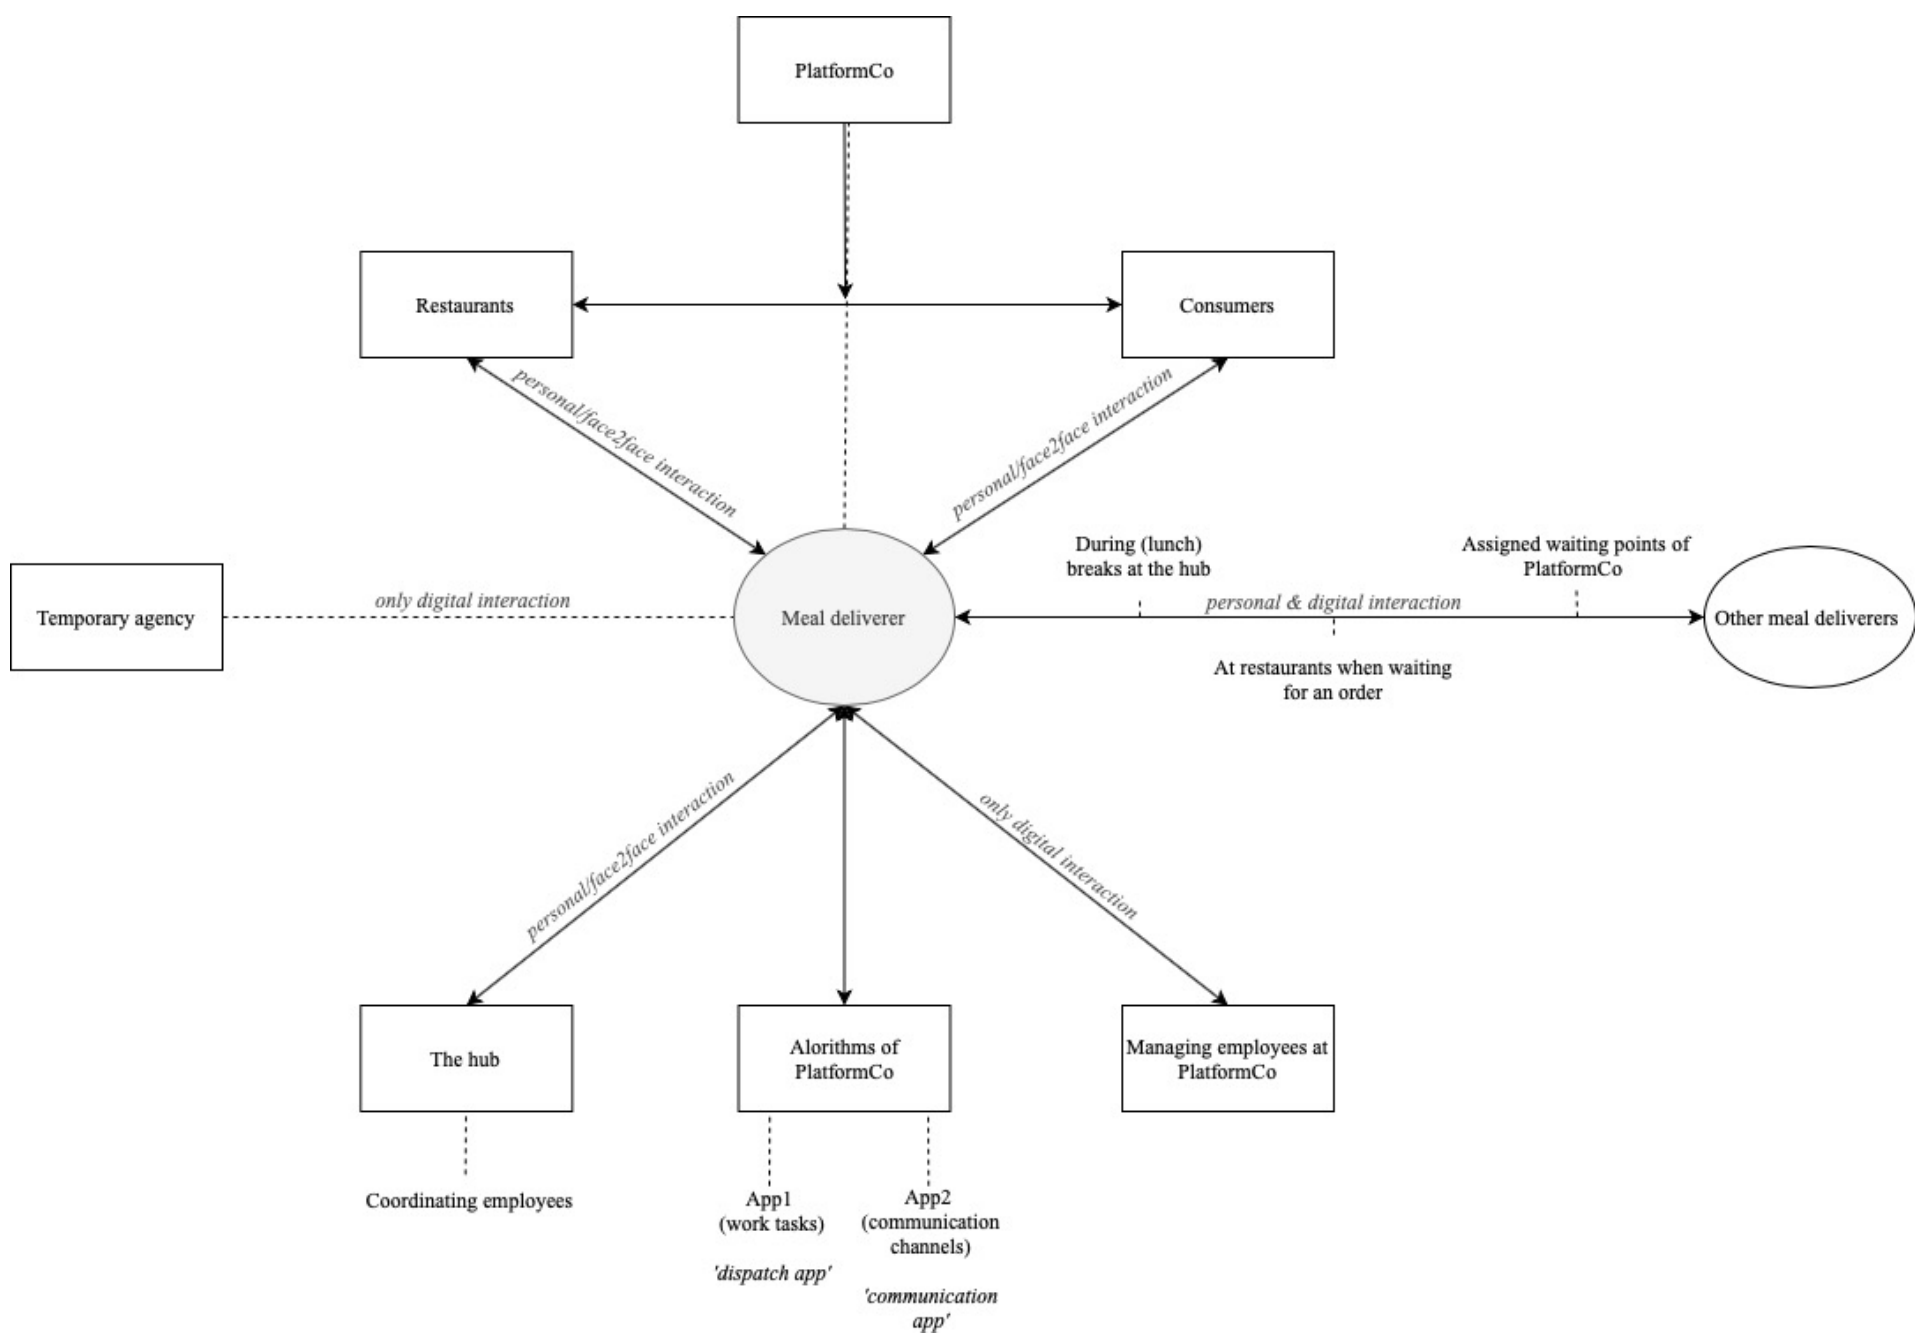 PlatformCo
Restaurants
Consumers
personal/face2face interaction
personal/face2face interaction
During (lunch)
breaks at the hub
Assigned waiting points of
PlatformCo
Temporary agency
only digital interaction
Meal deliverer
personal & digital interaction
Other meal deliverers
At restaurants when waiting
for an order
personal/face2face interaction
only digital interaction
The hub
Alorithms of
PlatformCo
Managing employees at
PlatformCo
Coordinating employees
App1
(work tasks)
'dispatch app'
App2
(communication
channels)
'communication
app'